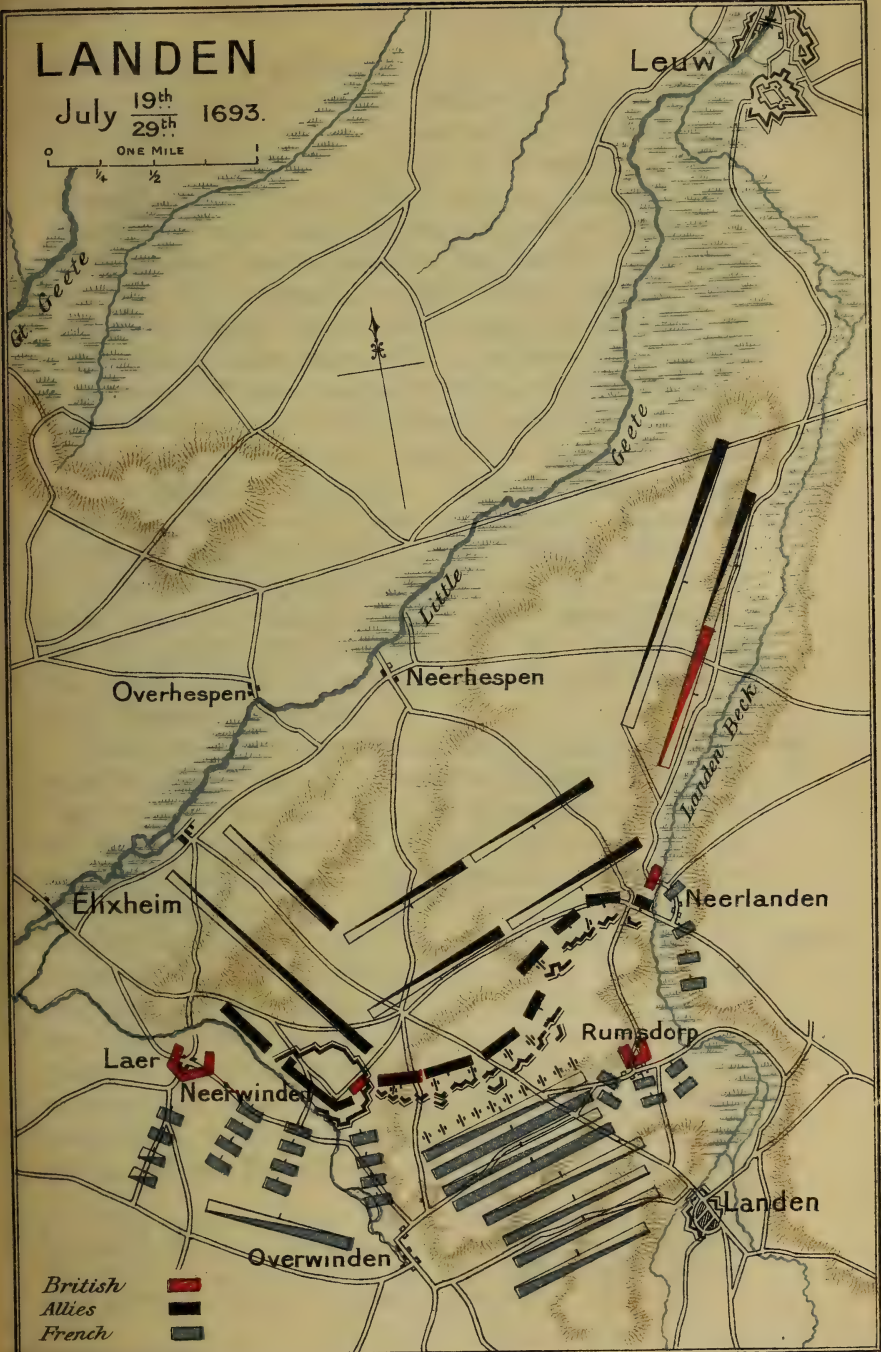 LANDEN
July 19th/29th 1693.
0 ONE MILE 1
¼ ½
Leuw
Gt. Geete
Geete
Little
Overhespen
Neerhespen
Landen Beck
Elixheim
Neerlanden
Laer
Rumsdorp
Neerwinden
Landen
Overwinden
British
Allies
French